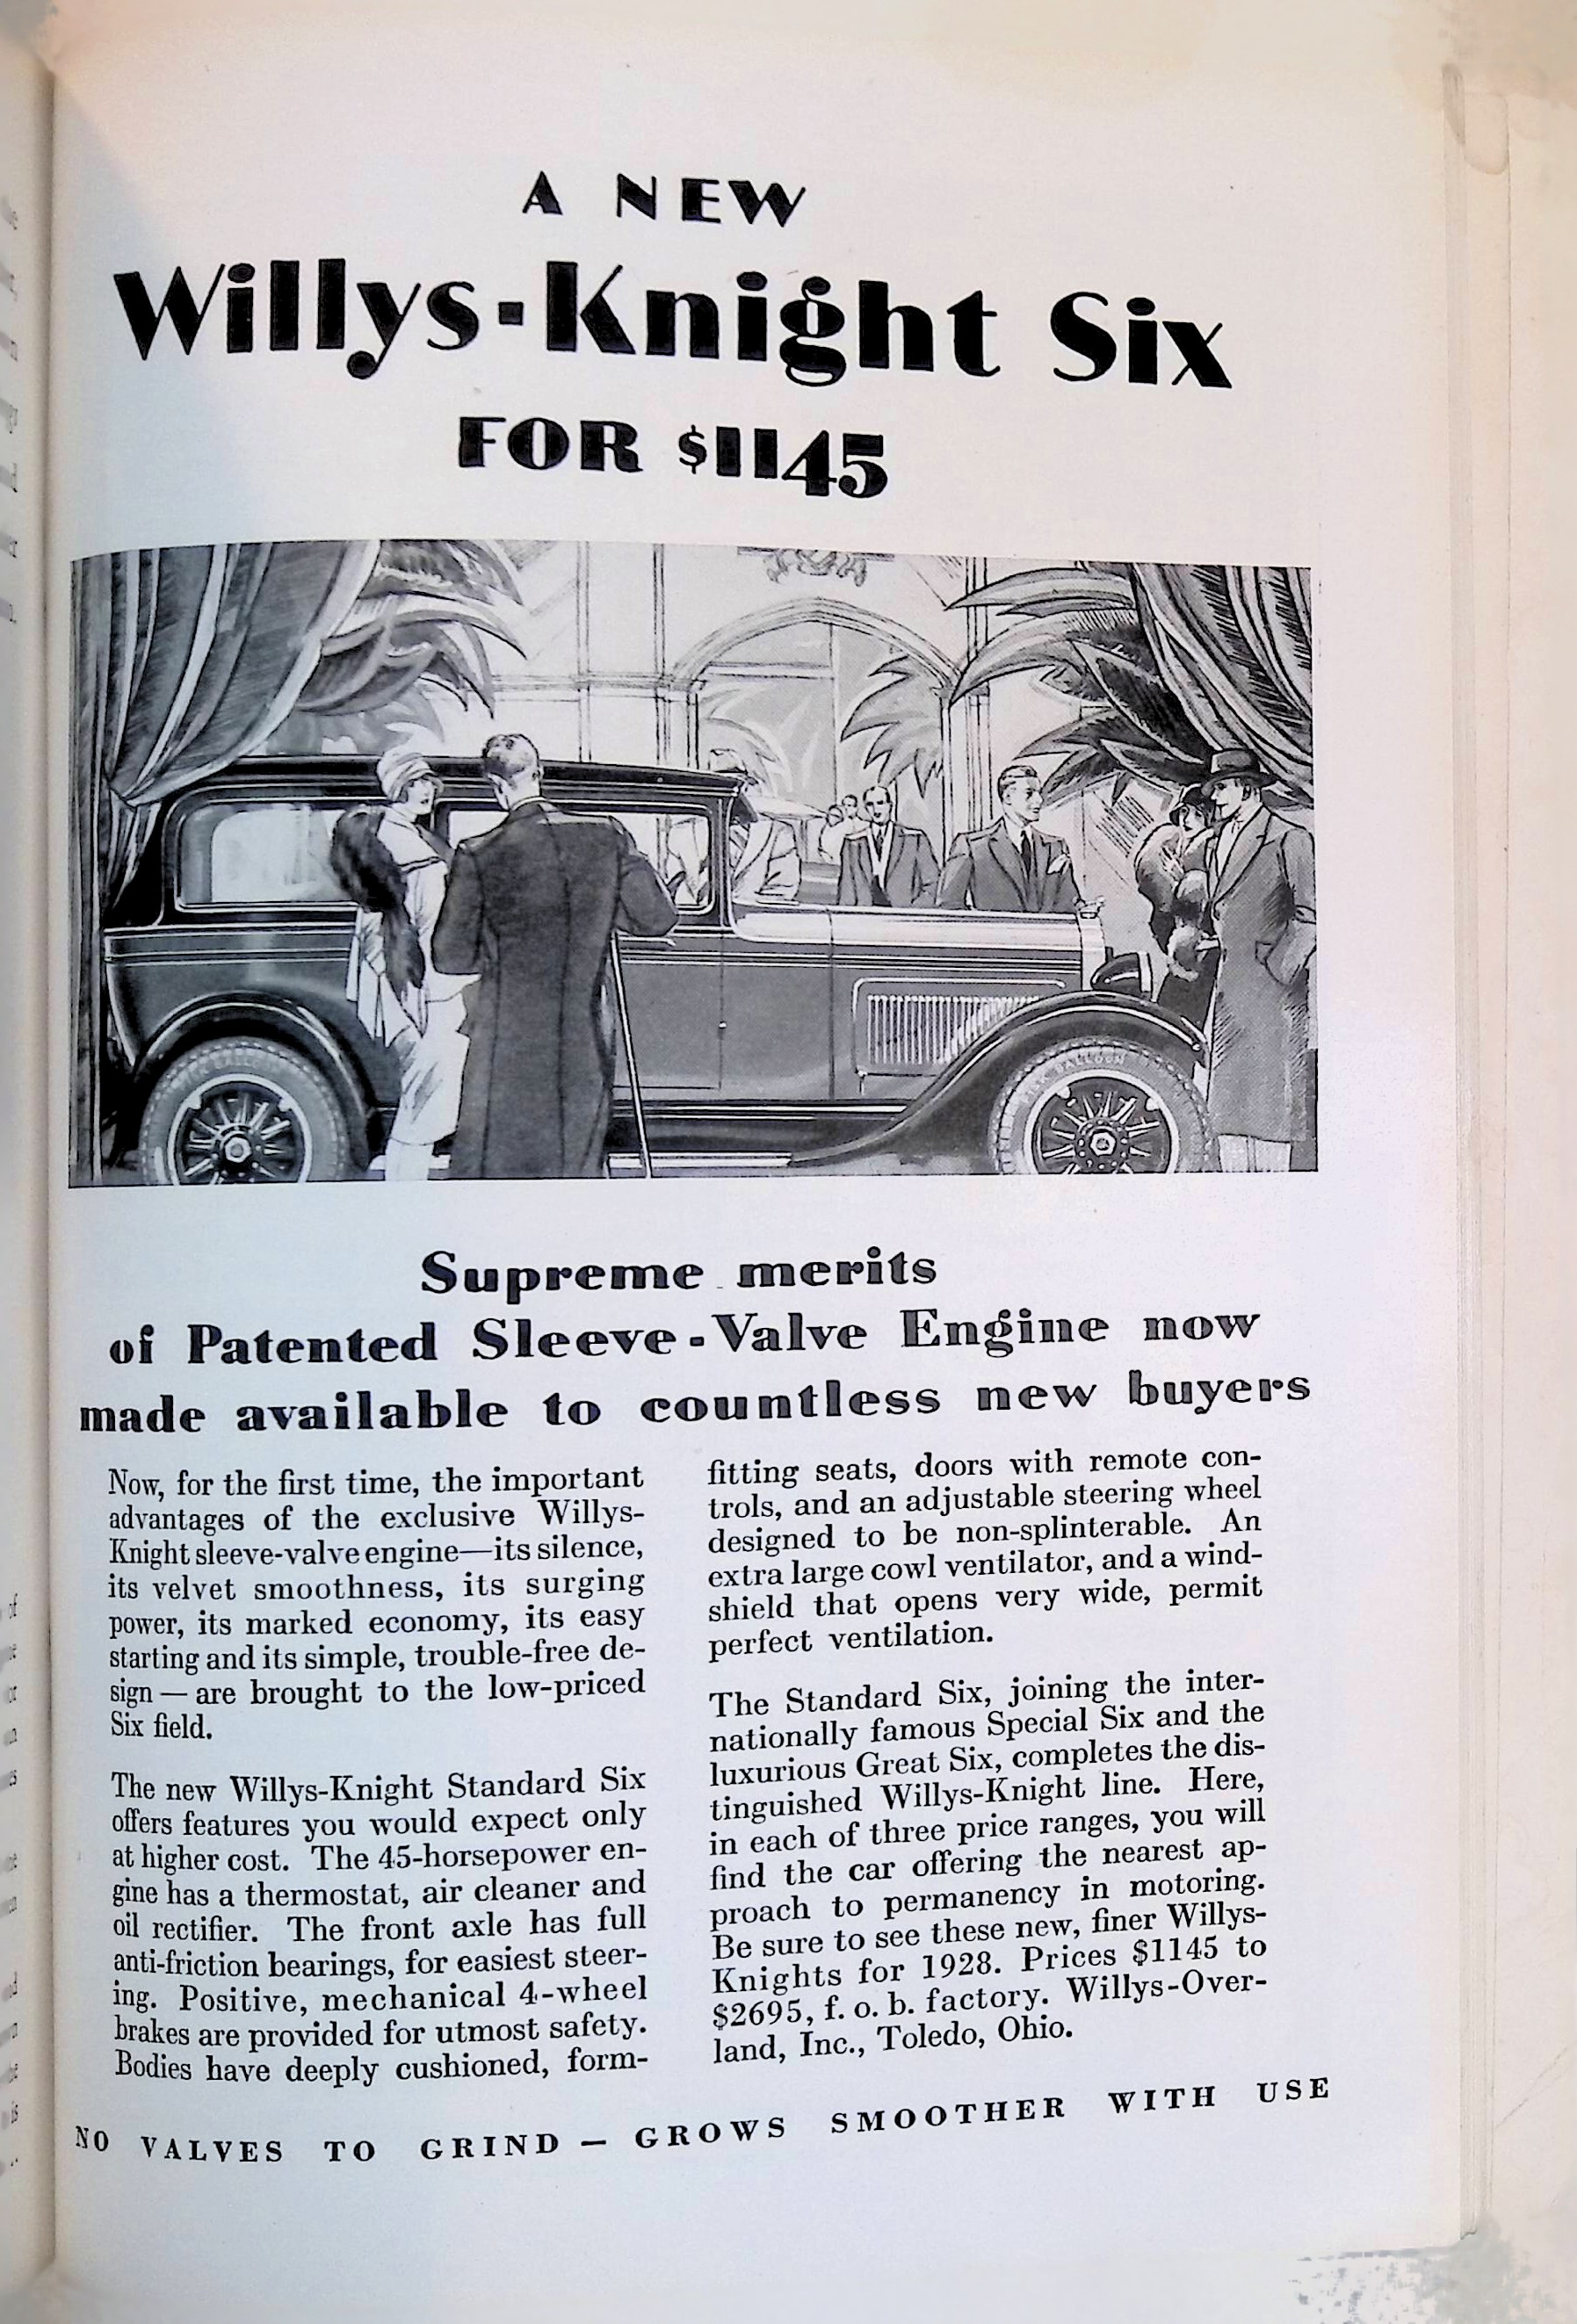 A NEW
Willys-Knight Six
FOR $1145
Supreme merits
of Patented Sleeve-Valve Engine now
made available to countless new buyers
Now, for the first time, the important
advantages of the exclusive Willys-
Knight sleeve-valve engine—its silence,
its velvet smoothness, its surging
power, its marked economy, its easy
starting and its simple, trouble-free de-
sign — are brought to the low-priced
Six field.
The new Willys-Knight Standard Six
offers features you would expect only
at higher cost. The 45-horsepower en-
gine has a thermostat, air cleaner and
oil rectifier. The front axle has full
anti-friction bearings, for easiest steer-
ing. Positive, mechanical 4-wheel
brakes are provided for utmost safety.
Bodies have deeply cushioned, form-
fitting seats, doors with remote con-
trols, and an adjustable steering wheel
designed to be non-splinterable. An
extra large cowl ventilator, and a wind-
shield that opens very wide, permit
perfect ventilation.
The Standard Six, joining the inter-
nationally famous Special Six and the
luxurious Great Six, completes the dis-
tinguished Willys-Knight line. Here,
in each of three price ranges, you will
find the car offering the nearest ap-
proach to permanency in motoring.
Be sure to see these new, finer Willys-
Knights for 1928. Prices $1145 to
$2695, f. o. b. factory. Willys-Over-
land, Inc., Toledo, Ohio.
NO VALVES TO GRIND — GROWS SMOOTHER WITH USE